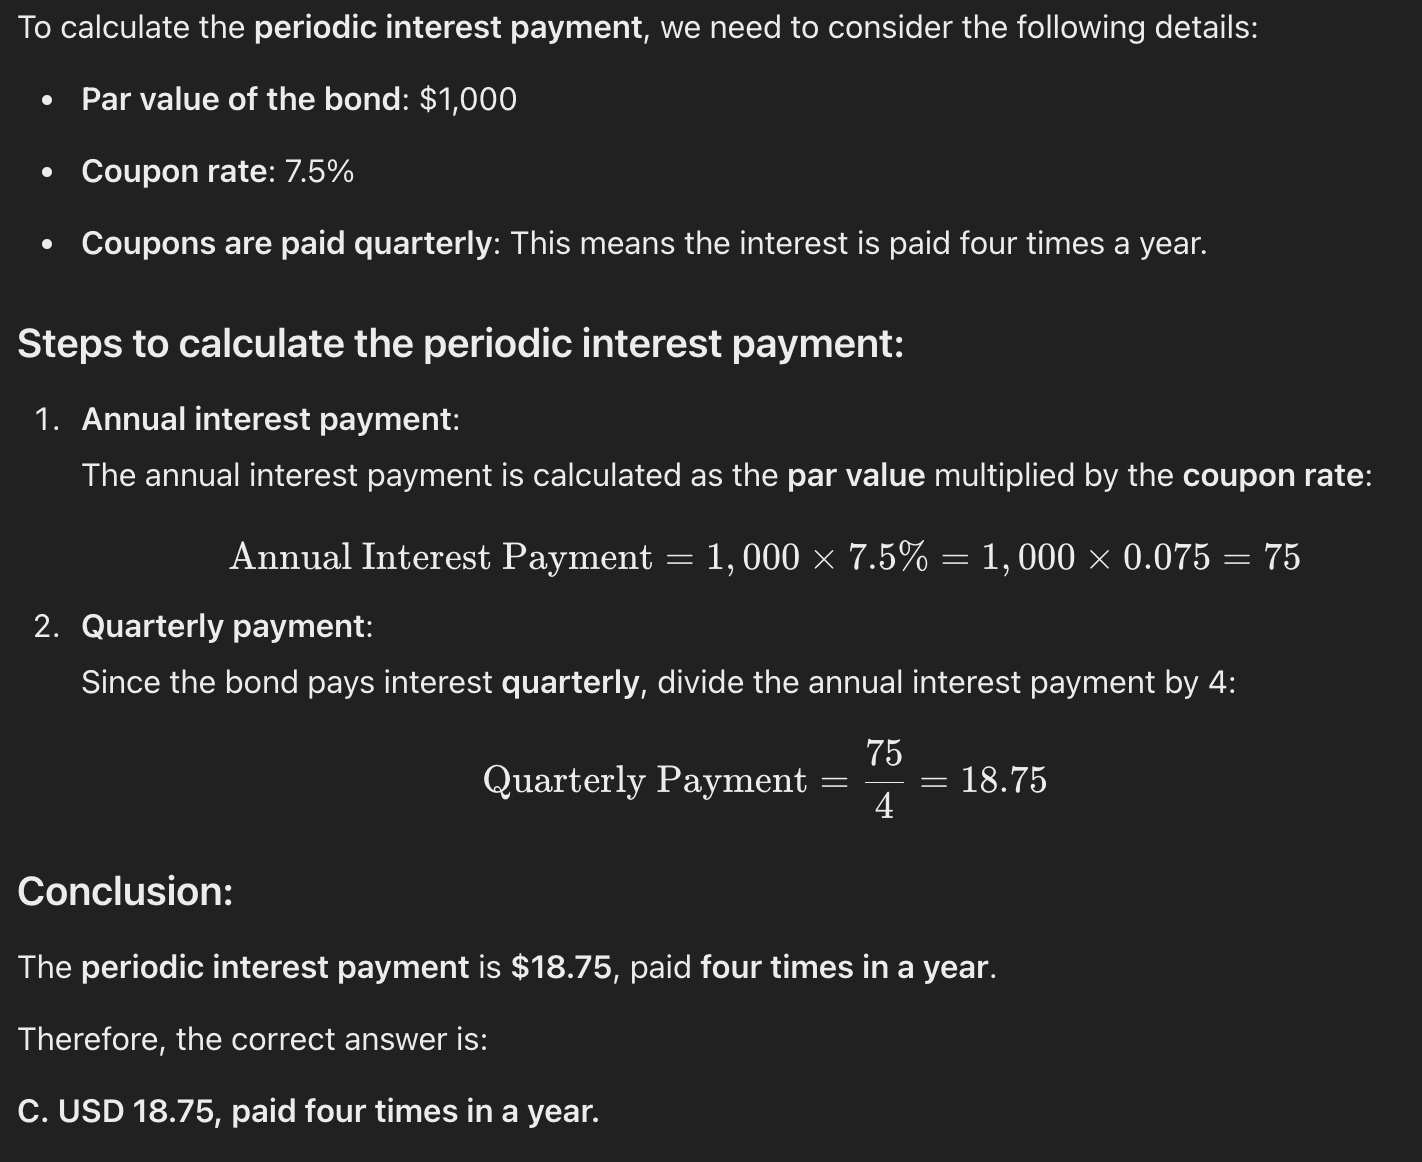 To calculate the periodic interest payment, we need to consider the following details:
• Par value of the bond: $1,000
• Coupon rate: 7.5%
• Coupons are paid quarterly: This means the interest is paid four times a year.
Steps to calculate the periodic interest payment:
1. Annual interest payment:
The annual interest payment is calculated as the par value multiplied by the coupon rate:
Annual Interest Payment = 1,000 × 7.5% = 1,000 × 0.075 = 75
2. Quarterly payment:
Since the bond pays interest quarterly, divide the annual interest payment by 4:
Quarterly Payment = 75/4 = 18.75
Conclusion:
The periodic interest payment is $18.75, paid four times in a year.
Therefore, the correct answer is:
C. USD 18.75, paid four times in a year.